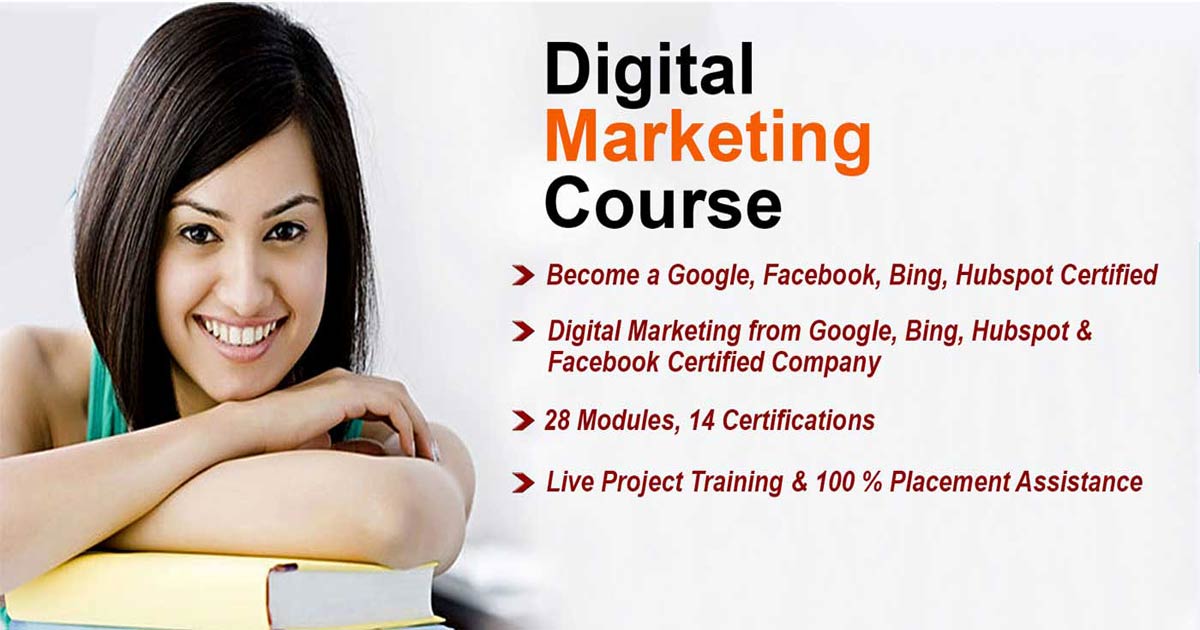 Digital
Marketing
Course
Become a Google, Facebook, Bing, Hubspot Certified
Digital Marketing from Google, Bing, Hubspot &
Facebook Certified Company
28 Modules, 14 Certifications
Live Project Training & 100 % Placement Assistance